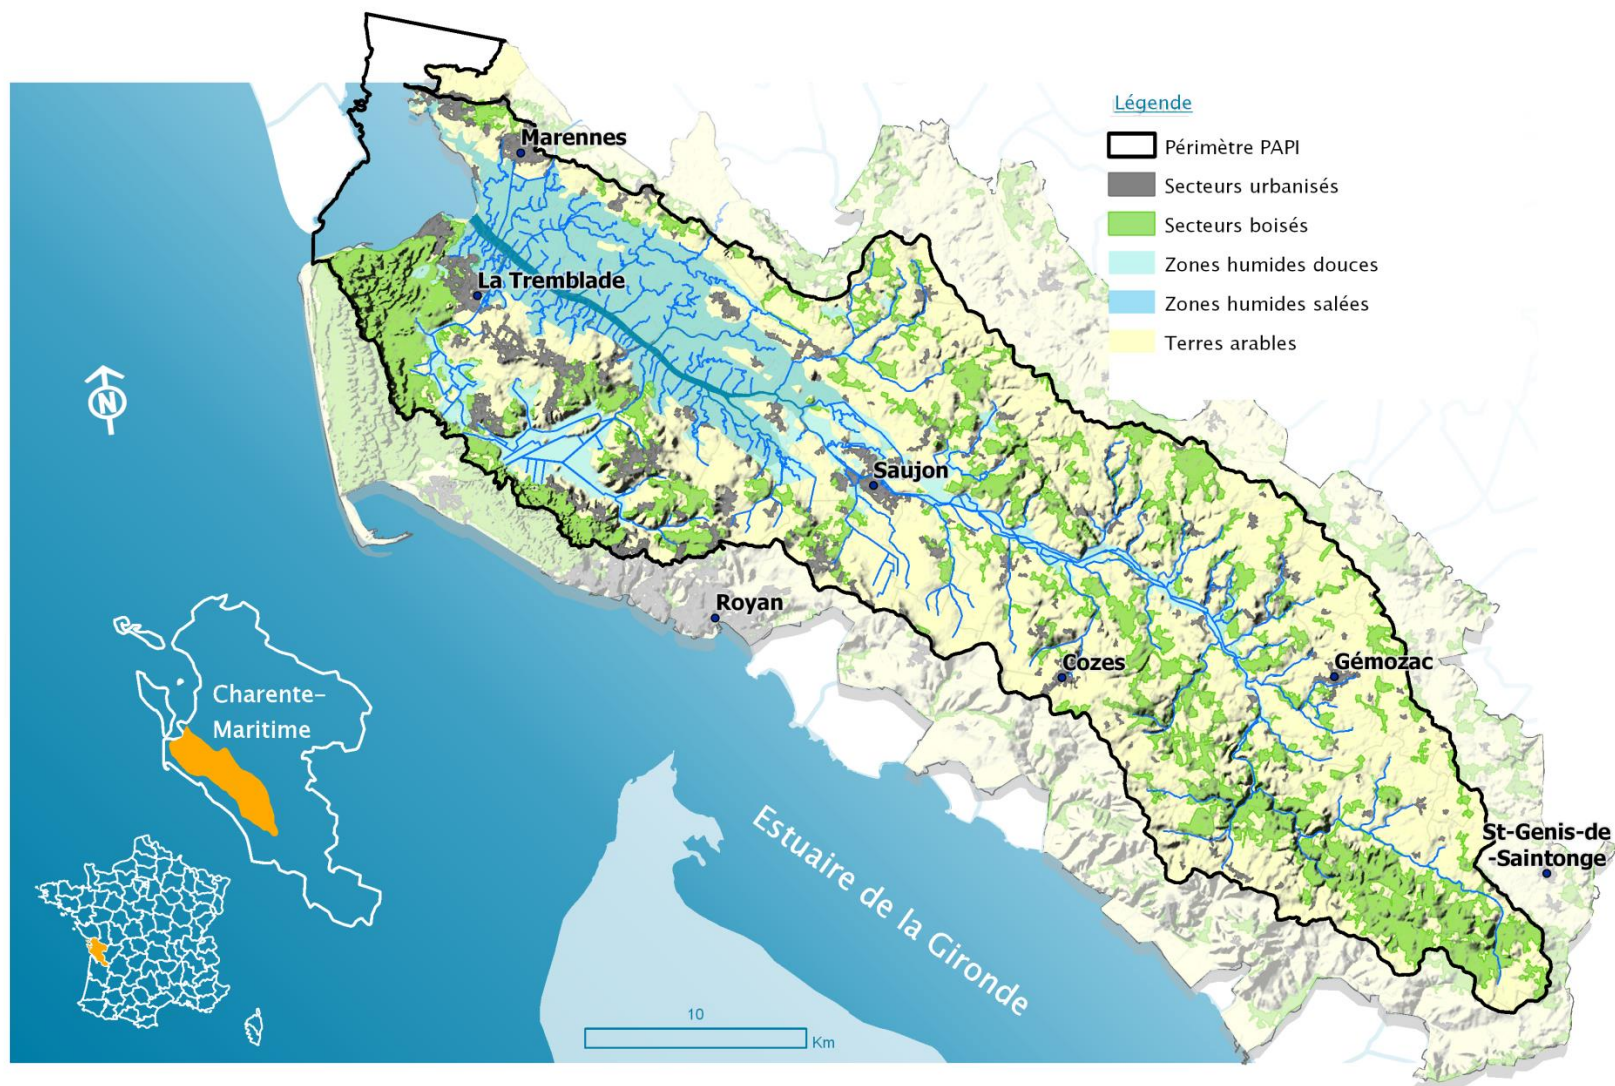 Légende
Périmètre PAPI
Secteurs urbanisés
Secteurs boisés
Zones humides douces
Zones humides salées
Terres arables
Marennes
La Tremblade
Saujon
Royan
Cozes
Gémozac
St-Genis-de
-Saintonge
N
Charente-
Maritime
Estuaire de la Gironde
10
Km